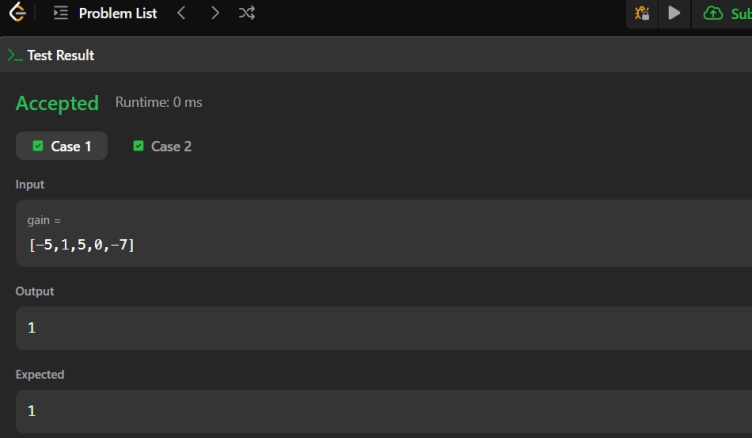 Problem List
Sub
Test Result
Accepted Runtime: 0 ms
Case 1 Case 2
Input
gain =
[-5,1,5,0,-7]
Output
1
Expected
1